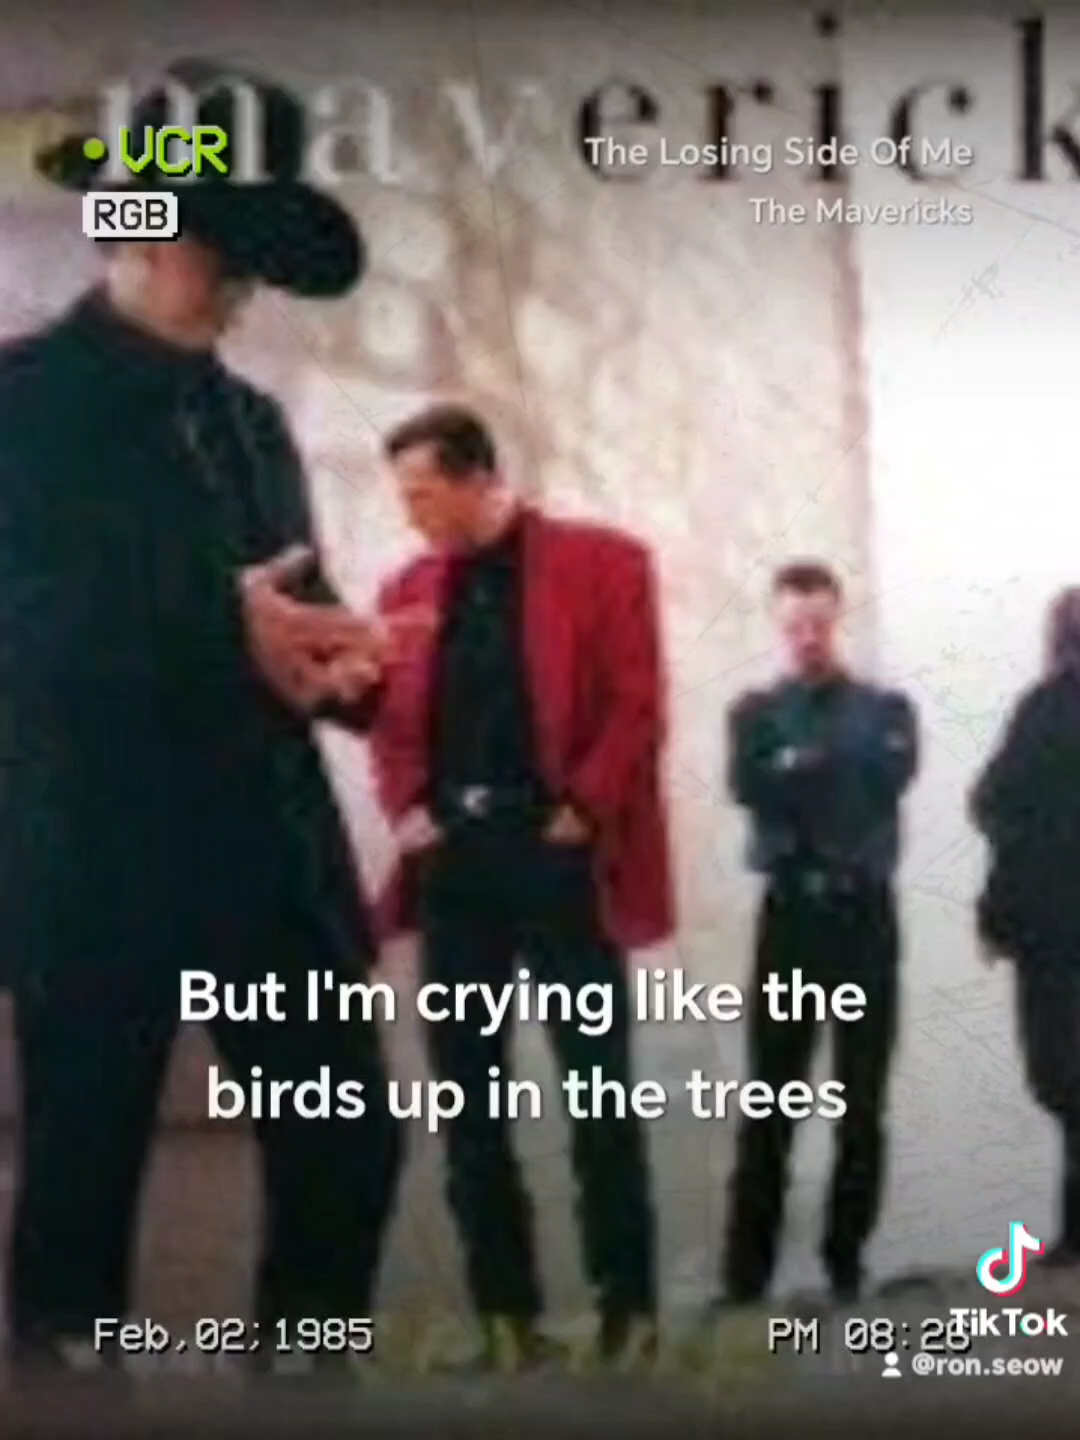 maverick
VCR
The Losing Side Of Me
RGB
The Mavericks
But I'm crying like the
birds up in the trees
Feb,02;1985
PM 08:26
TikTok
@ron.seow